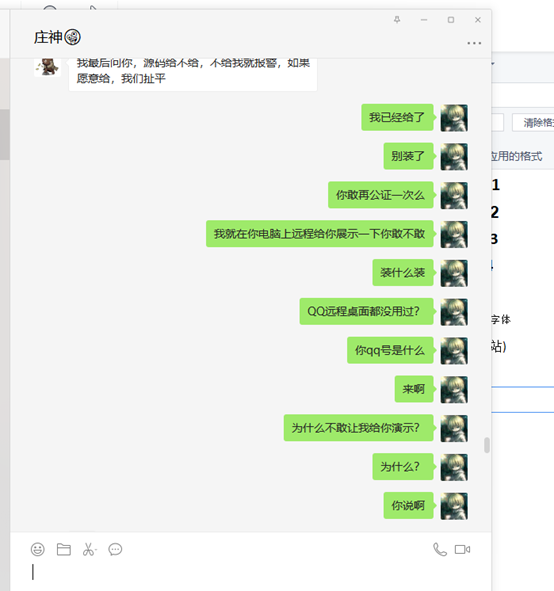 庄神
我最后问你，源码给不给，不给我就报警，如果
愿意给，我们扯平
我已经给了
别装了
你敢再公证一次么
我就在你电脑上远程给你展示一下你敢不敢
装什么装
QQ远程桌面都没用过？
你qq号是什么
来啊
为什么不敢让我给你演示？
为什么？
你说啊
清除格式
应用的格式
1
2
3
字体
站)